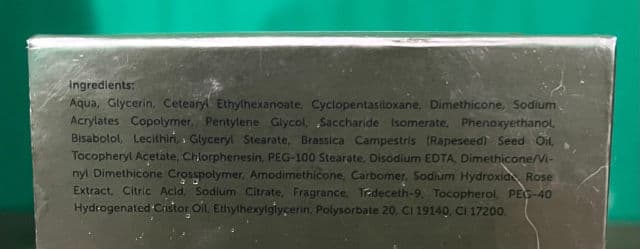 Ingredients:
Aqua, Glycerin, Cetearyl Ethylhexanoate, Cyclopentasiloxane, Dimethicone, Sodium
Acrylates Copolymer, Pentylene Glycol, Saccharide Isomerate, Phenoxyethanol,
Bisabolol, Lecithin, Glyceryl Stearate, Brassica Campestris (Rapeseed) Seed Oil,
Tocopheryl Acetate, Chlorphenesin, PEG-100 Stearate, Disodium EDTA, Dimethicone/Vi-
nyl Dimethicone Crosspolymer, Amodimethicone, Carbomer, Sodium Hydroxide, Rose
Extract, Citric Acid, Sodium Citrate, Fragrance, Trideceth-9, Tocopherol, PEG-40
Hydrogenated Castor Oil, Ethylhexylglycerin, Polysorbate 20, CI 19140, CI 17200.